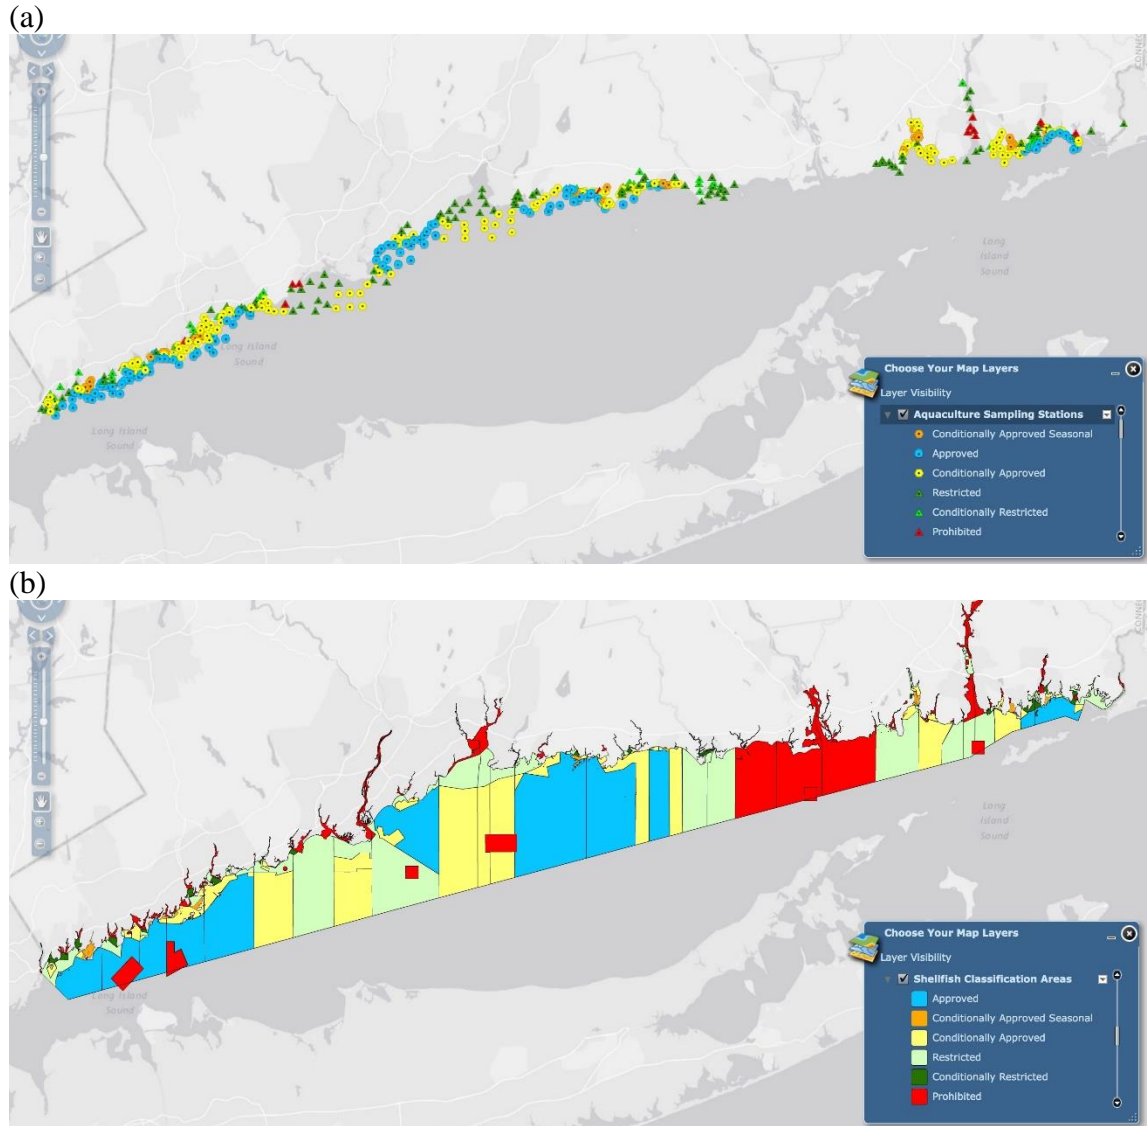 (a)
CONNEC
Long
Island
Sound
Long Island
Sound
Long Island
Sound
Choose Your Map Layers
Layer Visibility
Aquaculture Sampling Stations
Conditionally Approved Seasonal
Approved
Conditionally Approved
Restricted
Conditionally Restricted
Prohibited
(b)
Long
Island
Sound
Long Island
Sound
Choose Your Map Layers
Layer Visibility
Shellfish Classification Areas
Approved
Conditionally Approved Seasonal
Conditionally Approved
Restricted
Conditionally Restricted
Prohibited